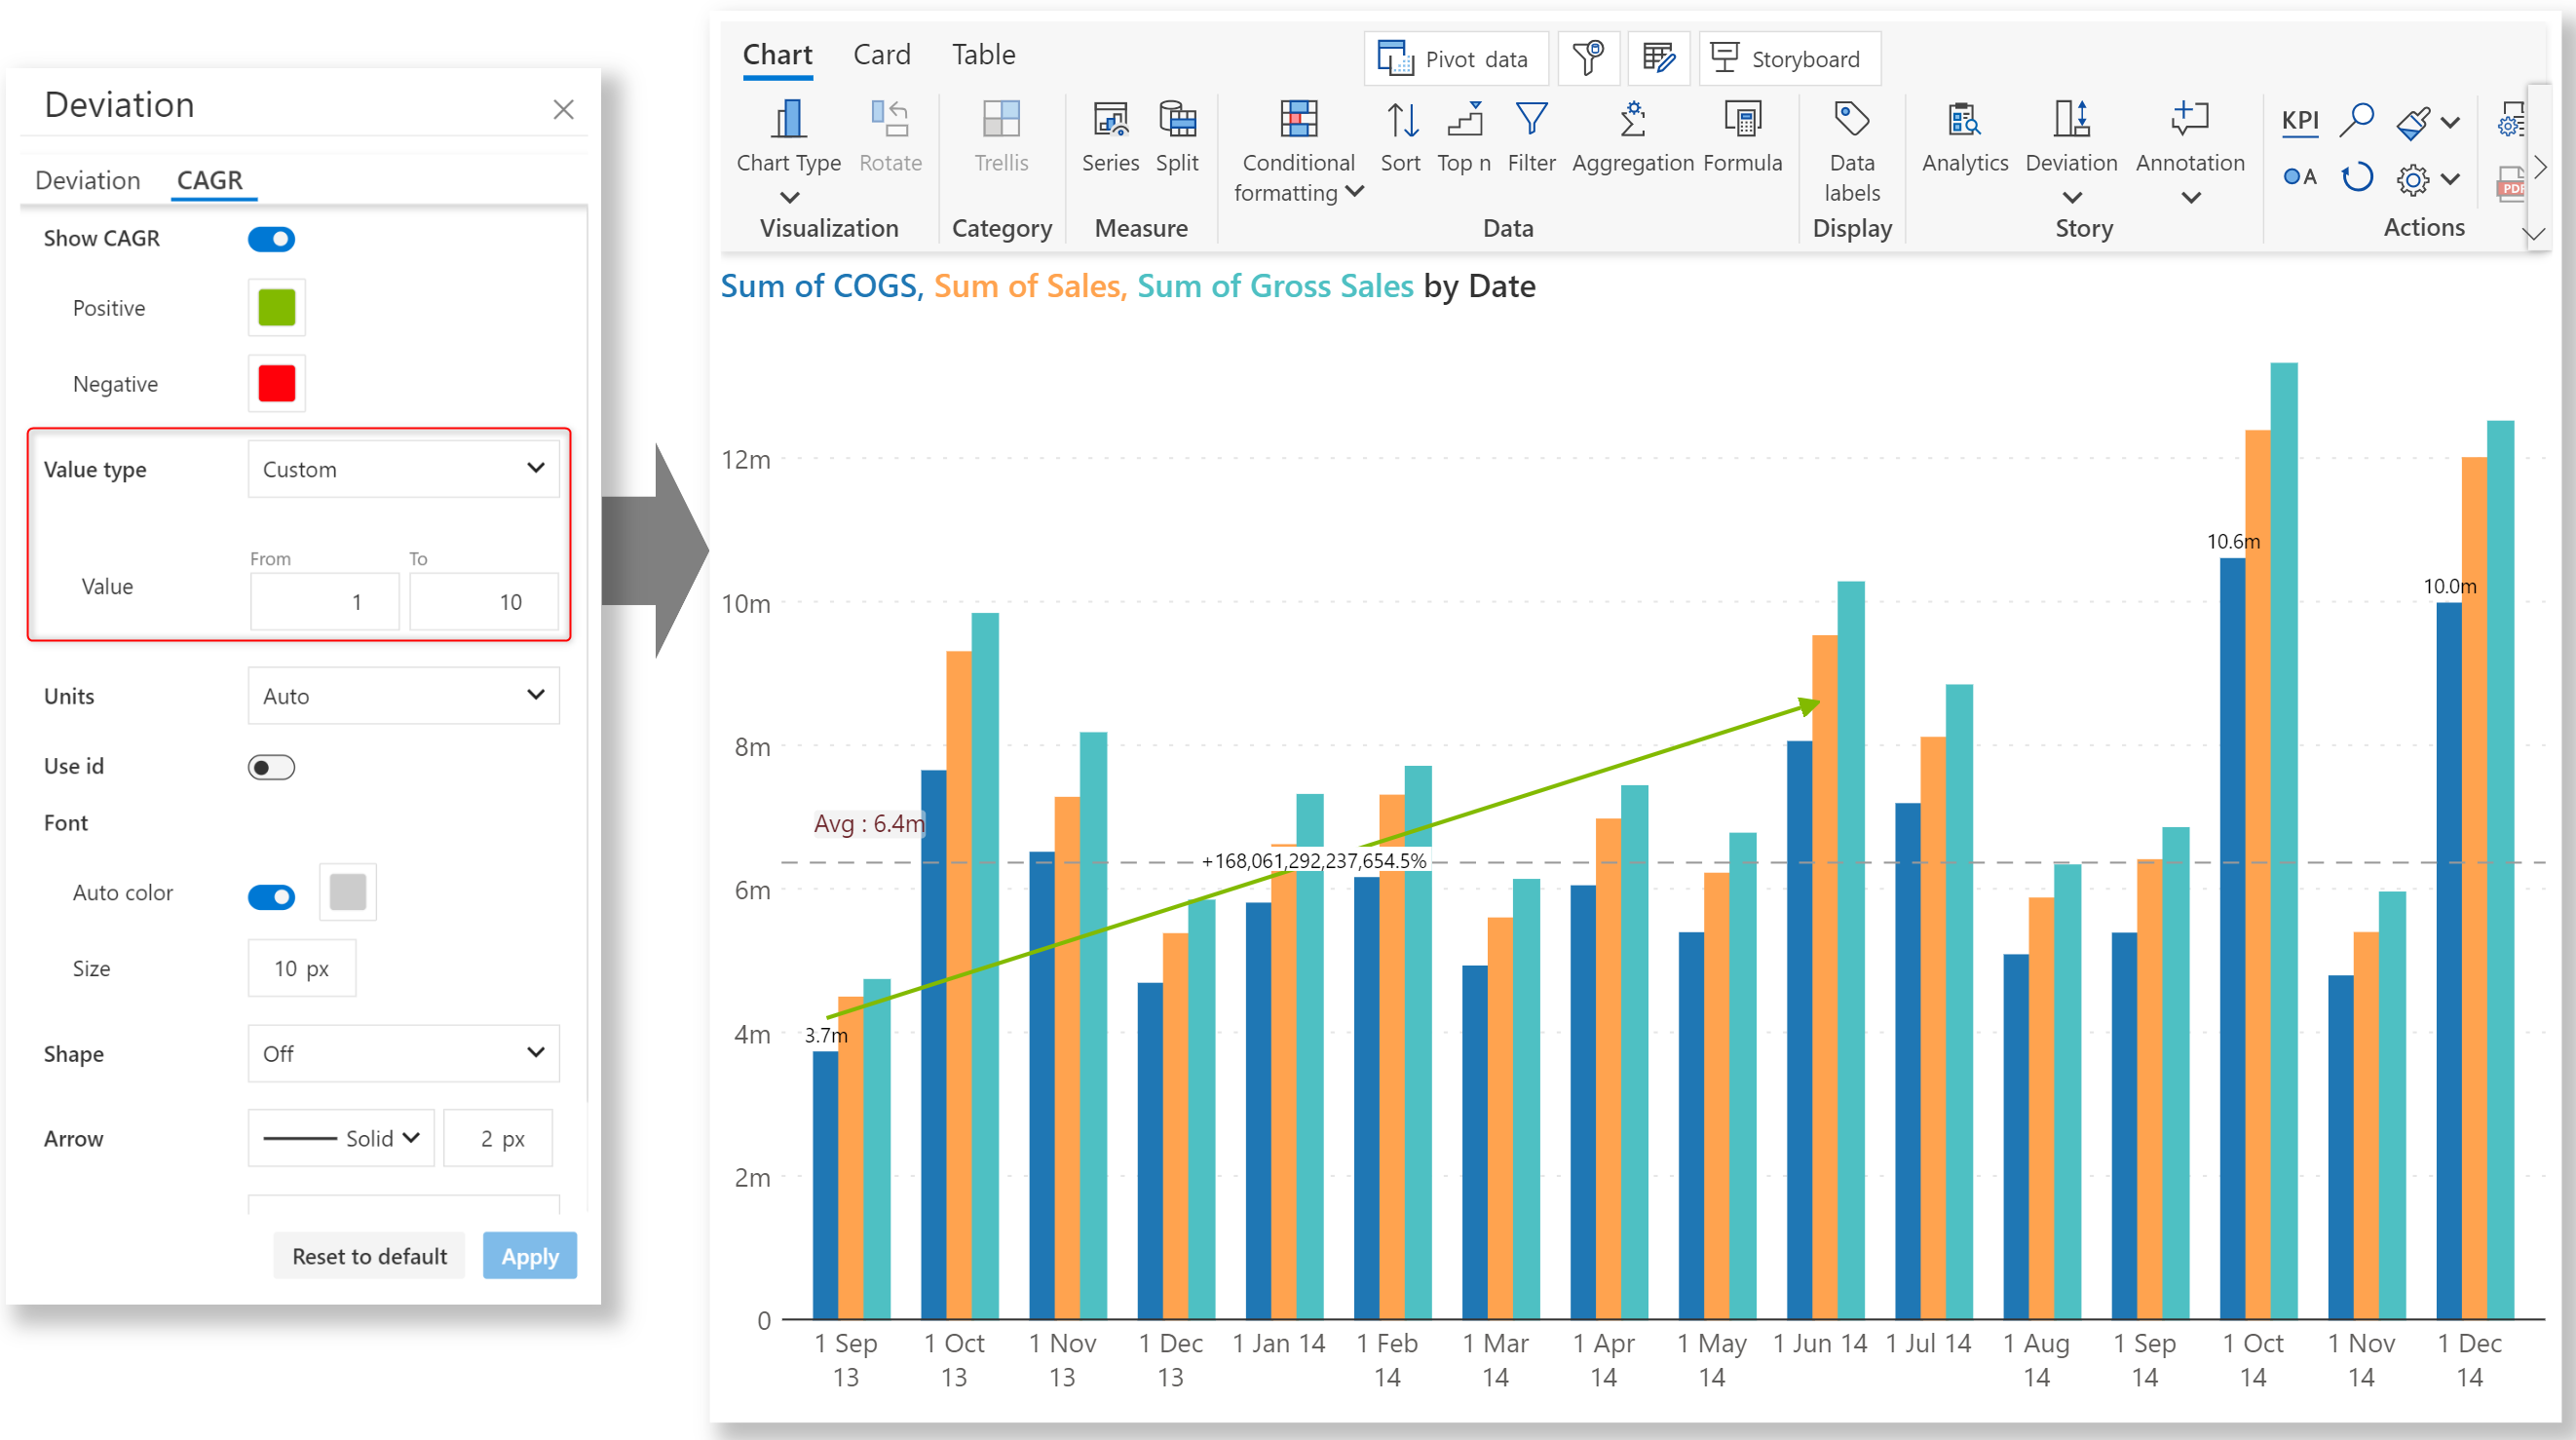 Deviation
Deviation CAGR
Show CAGR
Positive
Negative
Value type Custom
From To
Value 1 10
Units Auto
Use id
Font
Auto color
Size 10 px
Shape Off
Arrow Solid 2 px
Reset to default Apply
Chart Card Table Pivot data Storyboard
Chart Type Rotate Trellis Series Split Conditional formatting Sort Top n Filter Aggregation Formula Data labels Analytics Deviation Annotation KPI
A PDF
Visualization Category Measure Data Display Story Actions
Sum of COGS, Sum of Sales, Sum of Gross Sales by Date
12m
10.6m
10.0m
10m
8m
Avg : 6.4m
+168,061,292,237,654.5%
6m
4m
3.7m
2m
0
1 Sep 13 1 Oct 13 1 Nov 13 1 Dec 13 1 Jan 14 1 Feb 14 1 Mar 14 1 Apr 14 1 May 14 1 Jun 14 1 Jul 14 1 Aug 14 1 Sep 14 1 Oct 14 1 Nov 14 1 Dec 14